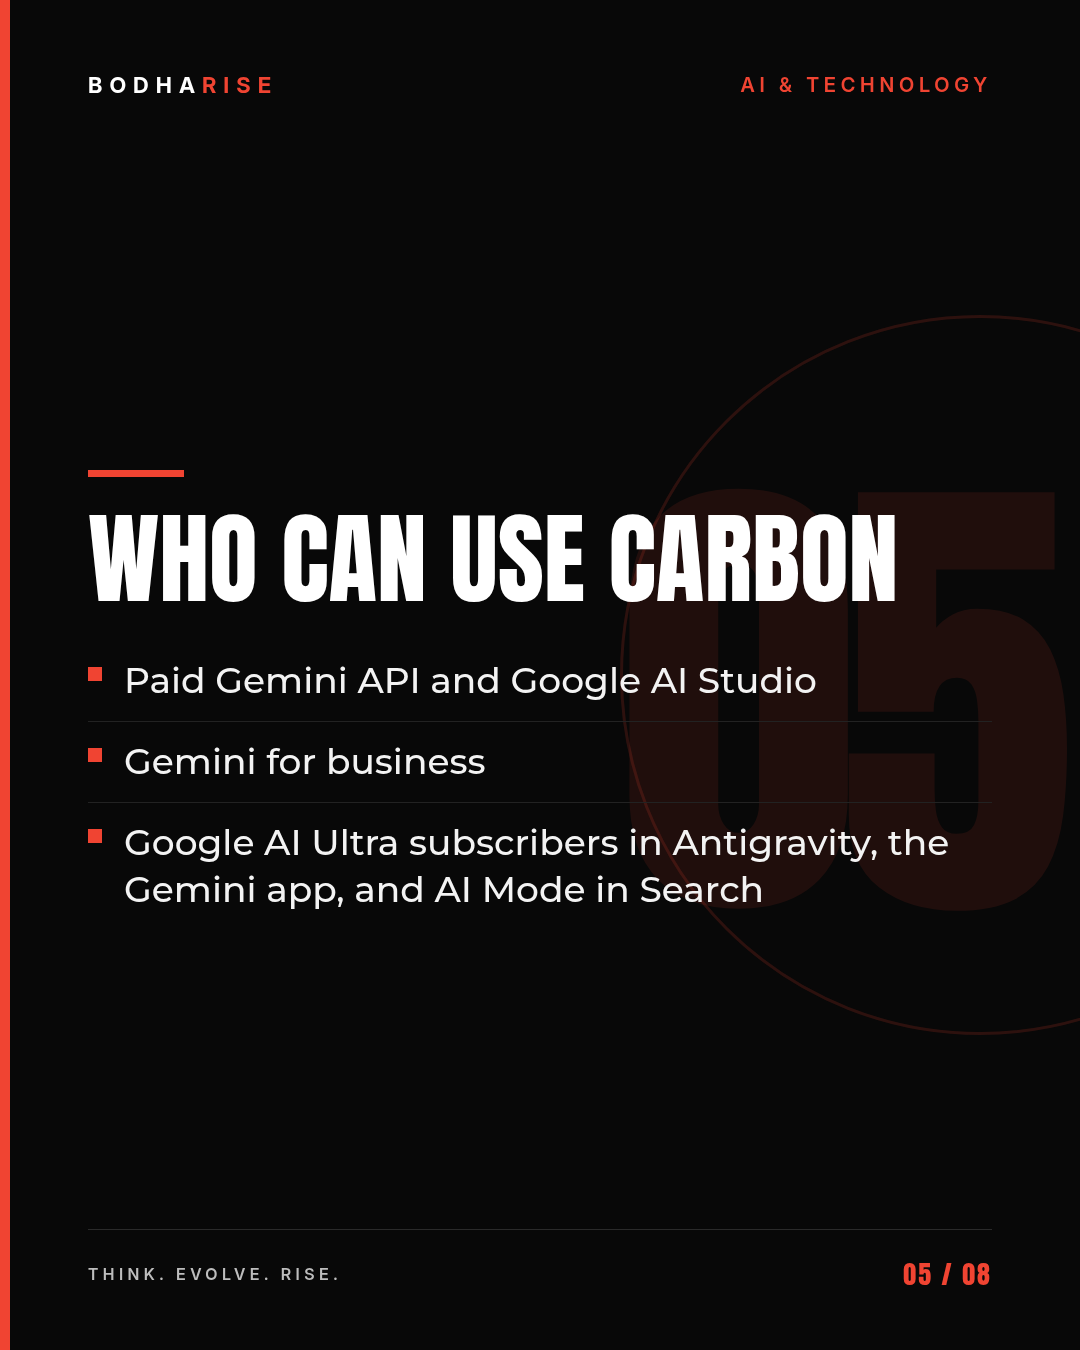 BODHARISE
AI & TECHNOLOGY
05
WHO CAN USE CARBON
Paid Gemini API and Google AI Studio
Gemini for business
Google AI Ultra subscribers in Antigravity, the
Gemini app, and AI Mode in Search
THINK. EVOLVE. RISE.
05 / 08